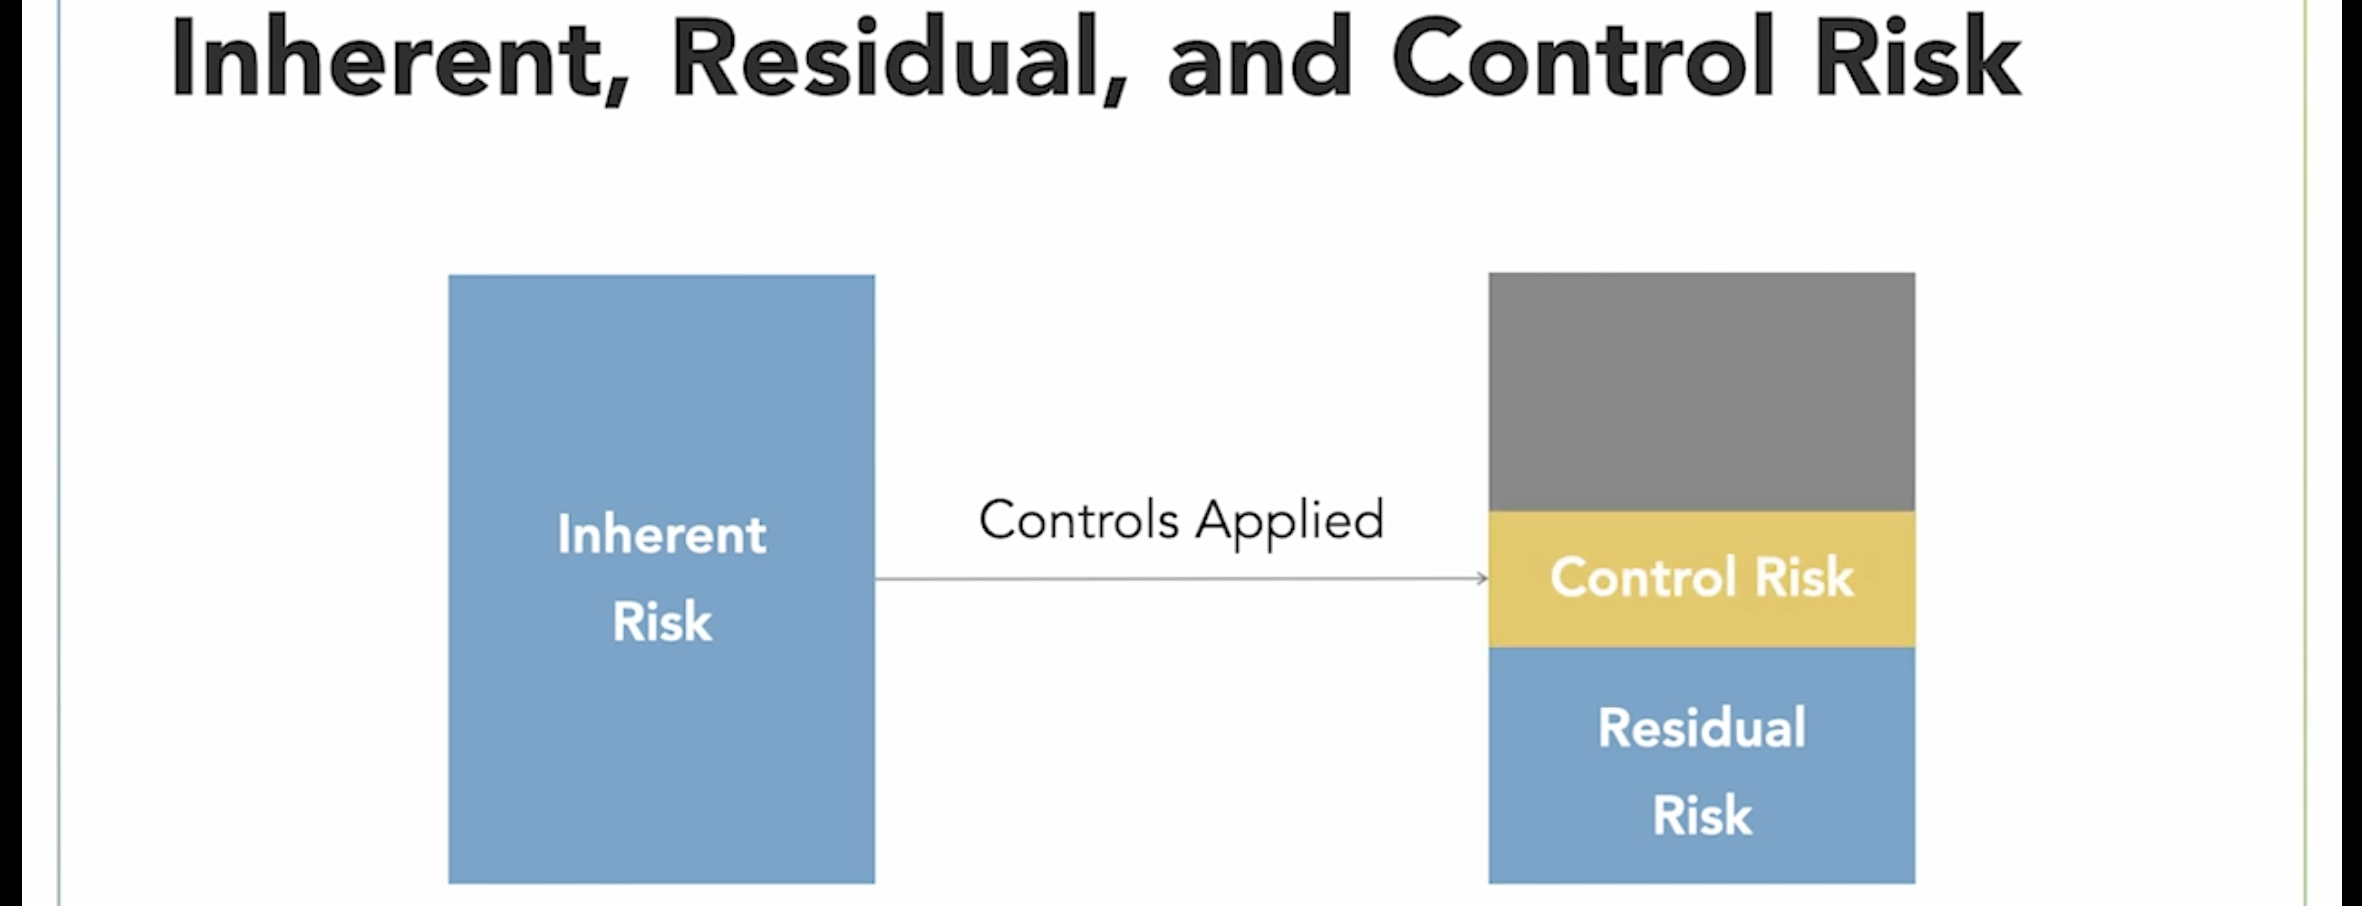 Inherent, Residual, and Control Risk
Inherent
Risk
Controls Applied
Control Risk
Residual
Risk